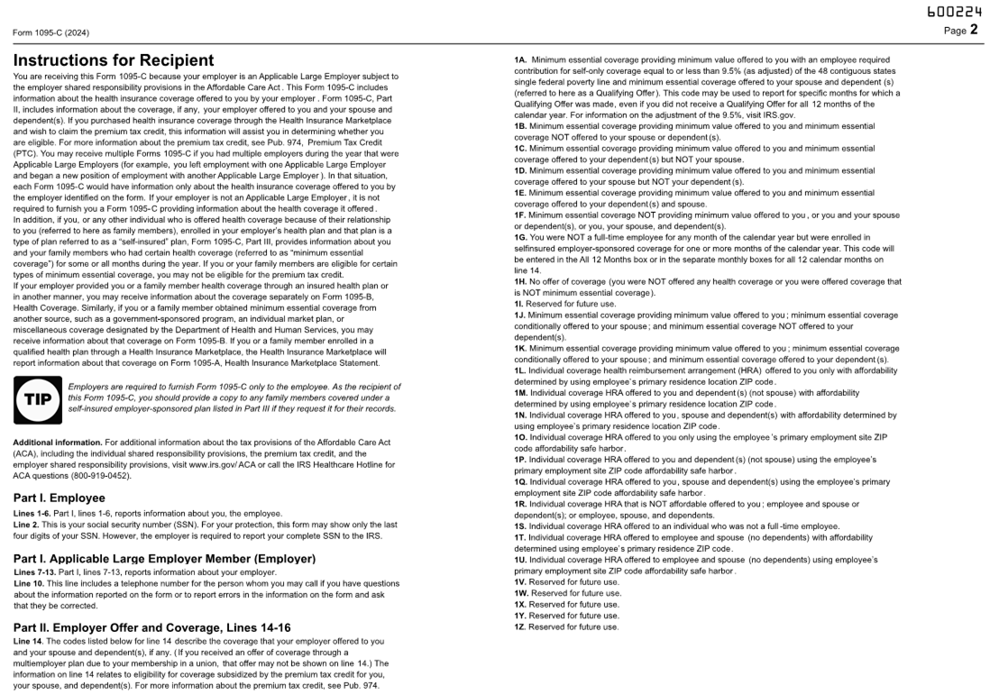 600224
Form 1095-C (2024)
Page 2
Instructions for Recipient
You are receiving this Form 1095-C because your employer is an Applicable Large Employer subject to
the employer shared responsibility provisions in the Affordable Care Act. This Form 1095-C includes
information about the health insurance coverage offered to you by your employer. Form 1095-C, Part
II, includes information about the coverage, if any, your employer offered to you and your spouse and
dependent(s). If you purchased health insurance coverage through the Health Insurance Marketplace
and wish to claim the premium tax credit, this information will assist you in determining whether you
are eligible. For more information about the premium tax credit, see Pub. 974, Premium Tax Credit
(PTC). You may receive multiple Forms 1095-C if you had multiple employers during the year that were
Applicable Large Employers (for example, you left employment with one Applicable Large Employer
and began a new position of employment with another Applicable Large Employer). In that situation,
each Form 1095-C would have information only about the health insurance coverage offered to you by
the employer identified on the form. If your employer is not an Applicable Large Employer, it is not
required to furnish you a Form 1095-C providing information about the health coverage it offered.
In addition, if you, or any other individual who is offered health coverage because of their relationship
to you (referred to here as family members), enrolled in your employer's health plan and that plan is a
type of plan referred to as a “self-insured” plan, Form 1095-C, Part III, provides information about you
and your family members who had certain health coverage (referred to as “minimum essential
coverage”) for some or all months during the year. If you or your family members are eligible for certain
types of minimum essential coverage, you may not be eligible for the premium tax credit.
If your employer provided you or a family member health coverage through an insured health plan or
in another manner, you may receive information about the coverage separately on Form 1095-B,
Health Coverage. Similarly, if you or a family member obtained minimum essential coverage from
another source, such as a government-sponsored program, an individual market plan, or
miscellaneous coverage designated by the Department of Health and Human Services, you may
receive information about that coverage on Form 1095-B. If you or a family member enrolled in a
qualified health plan through a Health Insurance Marketplace, the Health Insurance Marketplace will
report information about that coverage on Form 1095-A, Health Insurance Marketplace Statement.
TIP
Employers are required to furnish Form 1095-C only to the employee. As the recipient of
this Form 1095-C, you should provide a copy to any family members covered under a
self-insured employer-sponsored plan listed in Part III if they request it for their records.
Additional information. For additional information about the tax provisions of the Affordable Care Act
(ACA), including the individual shared responsibility provisions, the premium tax credit, and the
employer shared responsibility provisions, visit www.irs.gov/ACA or call the IRS Healthcare Hotline for
ACA questions (800-919-0452).
Part I. Employee
Lines 1-6. Part I, lines 1-6, reports information about you, the employee.
Line 2. This is your social security number (SSN). For your protection, this form may show only the last
four digits of your SSN. However, the employer is required to report your complete SSN to the IRS.
Part I. Applicable Large Employer Member (Employer)
Lines 7-13. Part I, lines 7-13, reports information about your employer.
Line 10. This line includes a telephone number for the person whom you may call if you have questions
about the information reported on the form or to report errors in the information on the form and ask
that they be corrected.
Part II. Employer Offer and Coverage, Lines 14-16
Line 14. The codes listed below for line 14 describe the coverage that your employer offered to you
and your spouse and dependent(s), if any. (If you received an offer of coverage through a
multiemployer plan due to your membership in a union, that offer may not be shown on line 14.) The
information on line 14 relates to eligibility for coverage subsidized by the premium tax credit for you,
your spouse, and dependent(s). For more information about the premium tax credit, see Pub. 974.
1A. Minimum essential coverage providing minimum value offered to you with an employee required
contribution for self-only coverage equal to or less than 9.5% (as adjusted) of the 48 contiguous states
single federal poverty line and minimum essential coverage offered to your spouse and dependent (s)
(referred to here as a Qualifying Offer). This code may be used to report for specific months for which a
Qualifying Offer was made, even if you did not receive a Qualifying Offer for all 12 months of the
calendar year. For information on the adjustment of the 9.5%, visit IRS.gov.
1B. Minimum essential coverage providing minimum value offered to you and minimum essential
coverage NOT offered to your spouse or dependent(s).
1C. Minimum essential coverage providing minimum value offered to you and minimum essential
coverage offered to your dependent(s) but NOT your spouse.
1D. Minimum essential coverage providing minimum value offered to you and minimum essential
coverage offered to your spouse but NOT your dependent(s).
1E. Minimum essential coverage providing minimum value offered to you and minimum essential
coverage offered to your dependent(s) and spouse.
1F. Minimum essential coverage NOT providing minimum value offered to you, or you and your spouse
or dependent(s), or you, your spouse, and dependent(s).
1G. You were NOT a full-time employee for any month of the calendar year but were enrolled in
selfinsured employer-sponsored coverage for one or more months of the calendar year. This code will
be entered in the All 12 Months box or in the separate monthly boxes for all 12 calendar months on
line 14.
1H. No offer of coverage (you were NOT offered any health coverage or you were offered coverage that
is NOT minimum essential coverage).
1I. Reserved for future use.
1J. Minimum essential coverage providing minimum value offered to you; minimum essential coverage
conditionally offered to your spouse; and minimum essential coverage NOT offered to your
dependent(s).
1K. Minimum essential coverage providing minimum value offered to you; minimum essential coverage
conditionally offered to your spouse; and minimum essential coverage offered to your dependent(s).
1L. Individual coverage health reimbursement arrangement (HRA) offered to you only with affordability
determined by using employee's primary residence location ZIP code.
1M. Individual coverage HRA offered to you and dependent(s) (not spouse) with affordability
determined by using employee's primary residence location ZIP code.
1N. Individual coverage HRA offered to you, spouse and dependent(s) with affordability determined by
using employee's primary residence location ZIP code.
1O. Individual coverage HRA offered to you only using the employee's primary employment site ZIP
code affordability safe harbor.
1P. Individual coverage HRA offered to you and dependent(s) (not spouse) using the employee's
primary employment site ZIP code affordability safe harbor.
1Q. Individual coverage HRA offered to you, spouse and dependent(s) using the employee's primary
employment site ZIP code affordability safe harbor.
1R. Individual coverage HRA that is NOT affordable offered to you; employee and spouse or
dependent(s); or employee, spouse, and dependents.
1S. Individual coverage HRA offered to an individual who was not a full-time employee.
1T. Individual coverage HRA offered to employee and spouse (no dependents) with affordability
determined using employee's primary residence ZIP code.
1U. Individual coverage HRA offered to employee and spouse (no dependents) using employee's
primary employment site ZIP code affordability safe harbor.
1V. Reserved for future use.
1W. Reserved for future use.
1X. Reserved for future use.
1Y. Reserved for future use.
1Z. Reserved for future use.